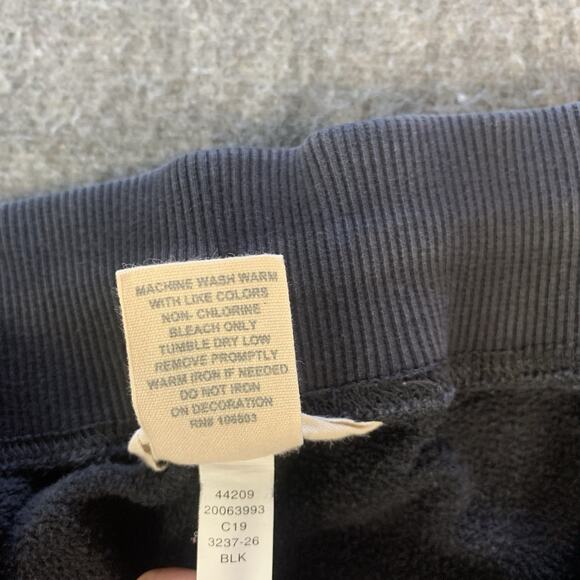 MACHINE WASH WARM
WITH LIKE COLORS
NON- CHLORINE
BLEACH ONLY
TUMBLE DRY LOW
REMOVE PROMPTLY
WARM IRON IF NEEDED
DO NOT IRON
ON DECORATION
RN# 106803
44209
20063993
C19
3237-26
BLK